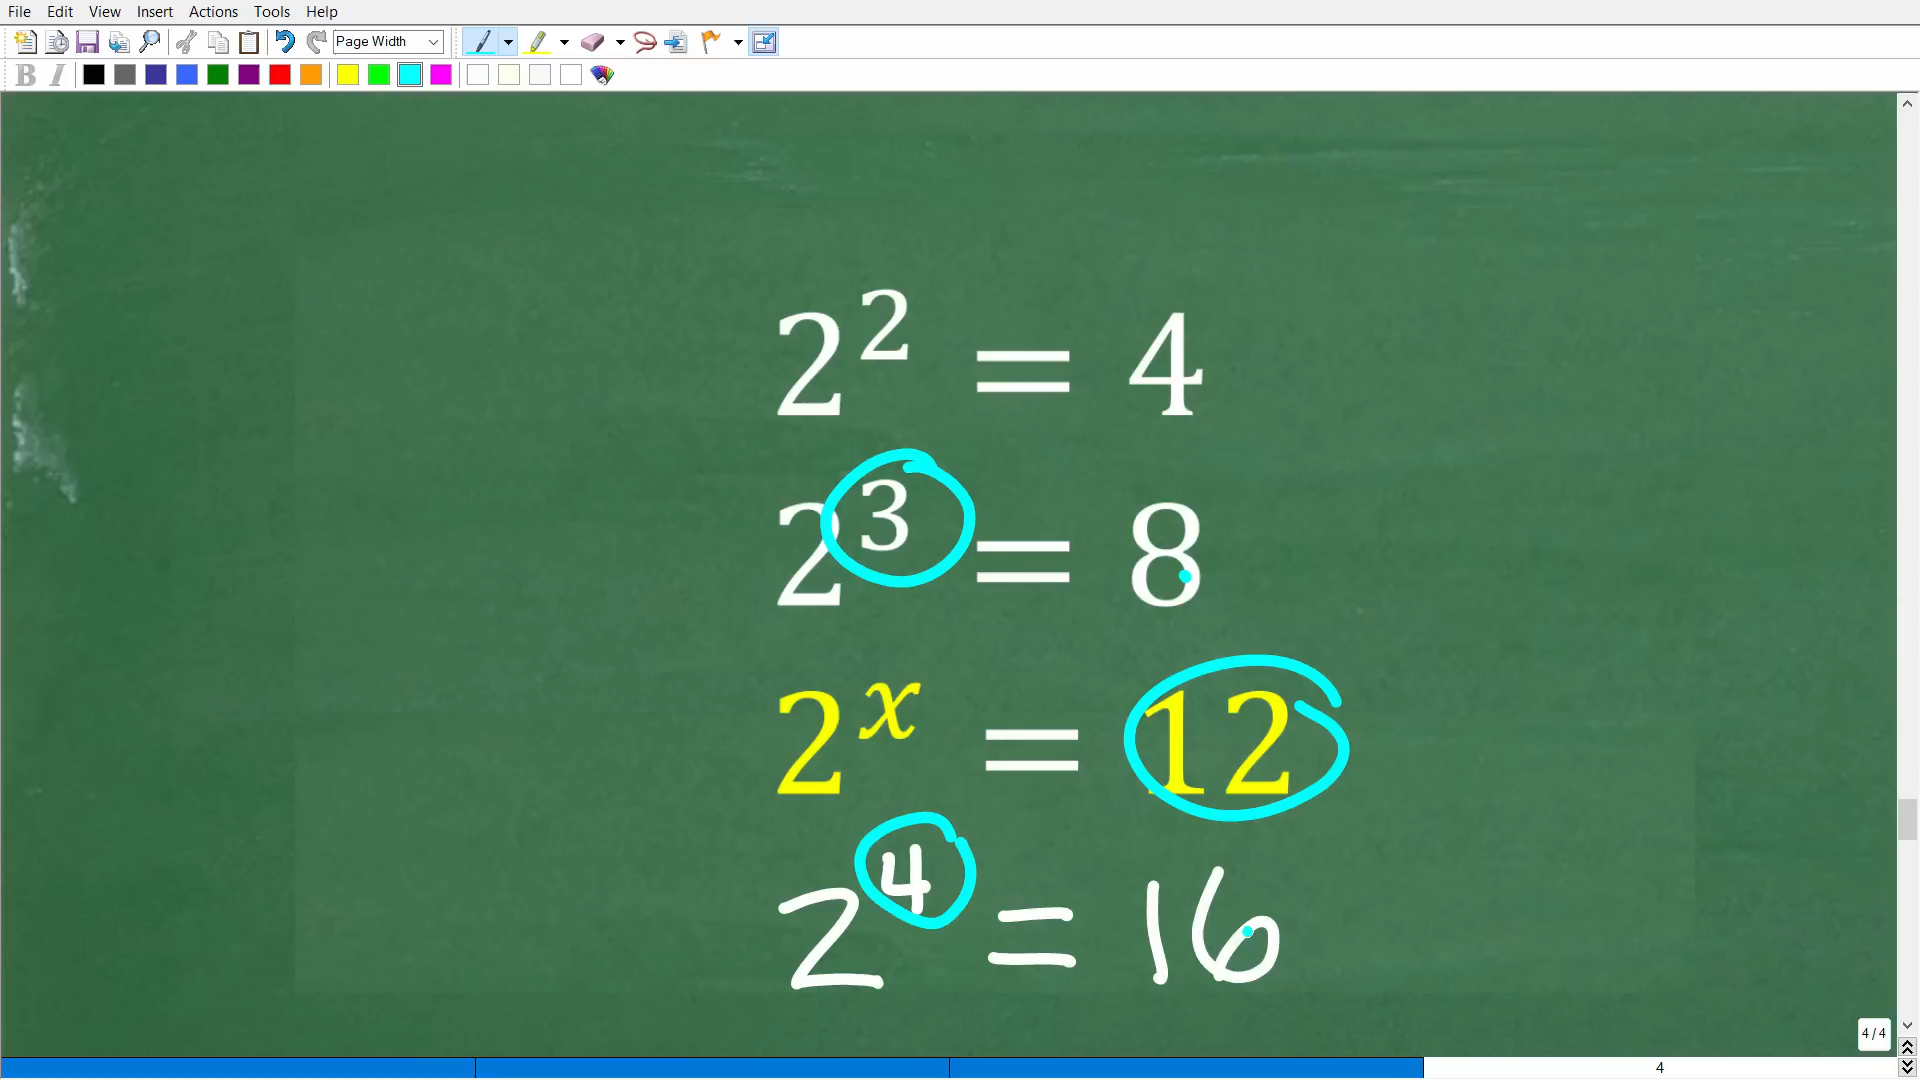 File Edit View Insert Actions Tools Help
Page Width
B I
2² = 4
2³ = 8
2ˣ = 12
2⁴ = 16
4 / 4
4